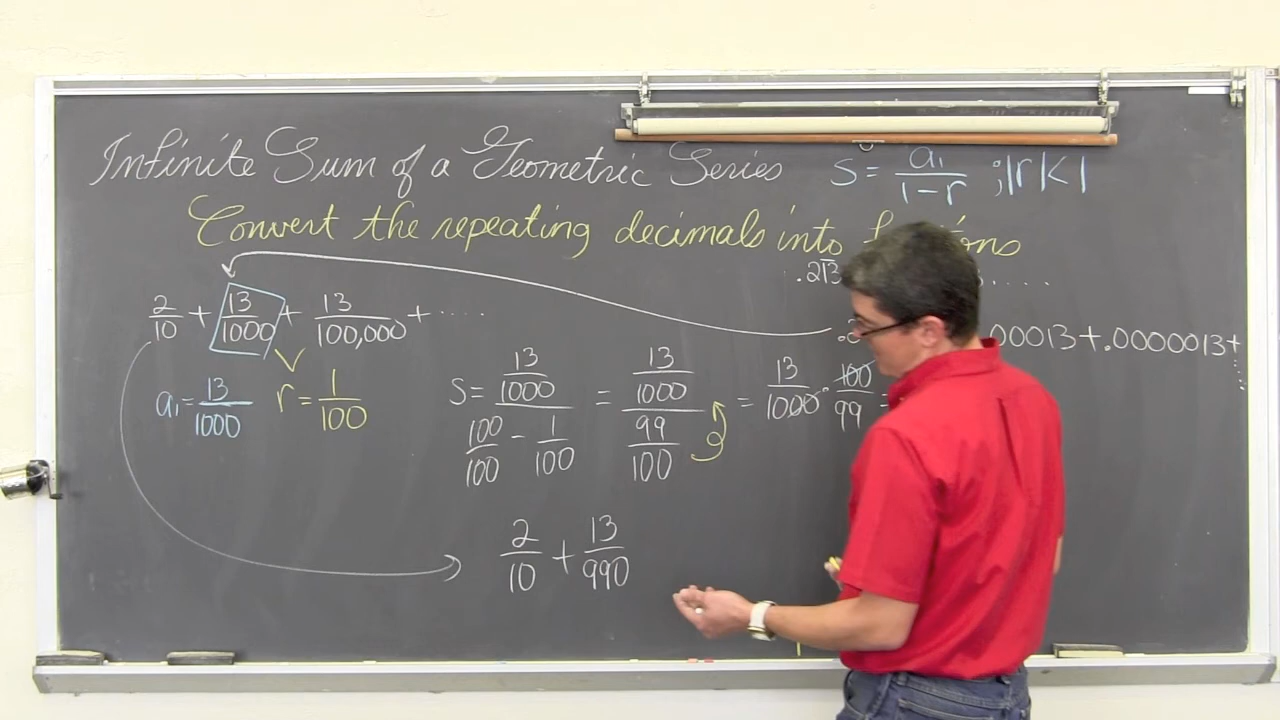 Infinite Sum of a Geometric Series S = a₁/(1-r) ; |r|<1
Convert the repeating decimals into
.213 ....
2/10 + 13/1000 + 13/100,000 + ....
00013+.0000013+....
a₁ = 13/1000 r = 1/100
S = (13/1000)/(100/100 - 1/100) = (13/1000)/(99/100) = 13/1000 · 100/99 =
2/10 + 13/990